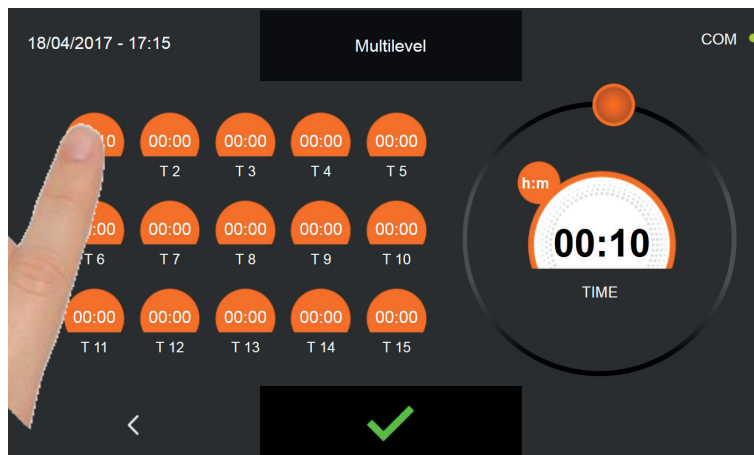 18/04/2017 - 17:15
Multilevel
COM
00:00
00:00
00:00
00:00
T 2
T 3
T 4
T 5
00:00
00:00
00:00
00:00
T 6
T 7
T 8
T 9
T 10
00:00
00:00
00:00
00:00
00:00
T 11
T 12
T 13
T 14
T 15
h:m
00:10
TIME